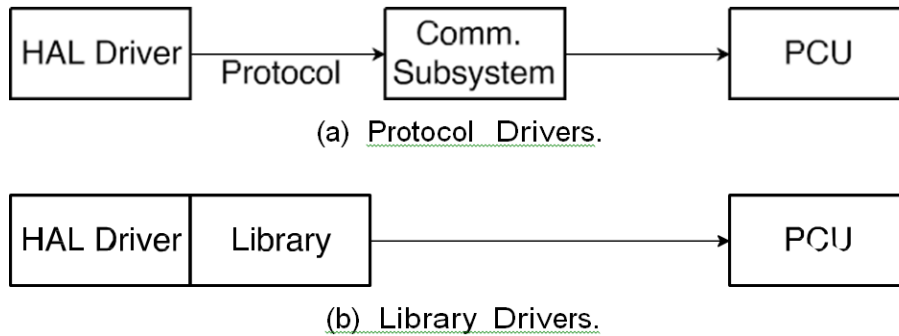 HAL Driver
Protocol
Comm.
Subsystem
PCU
(a) Protocol Drivers.
HAL Driver
Library
PCU
(b) Library Drivers.